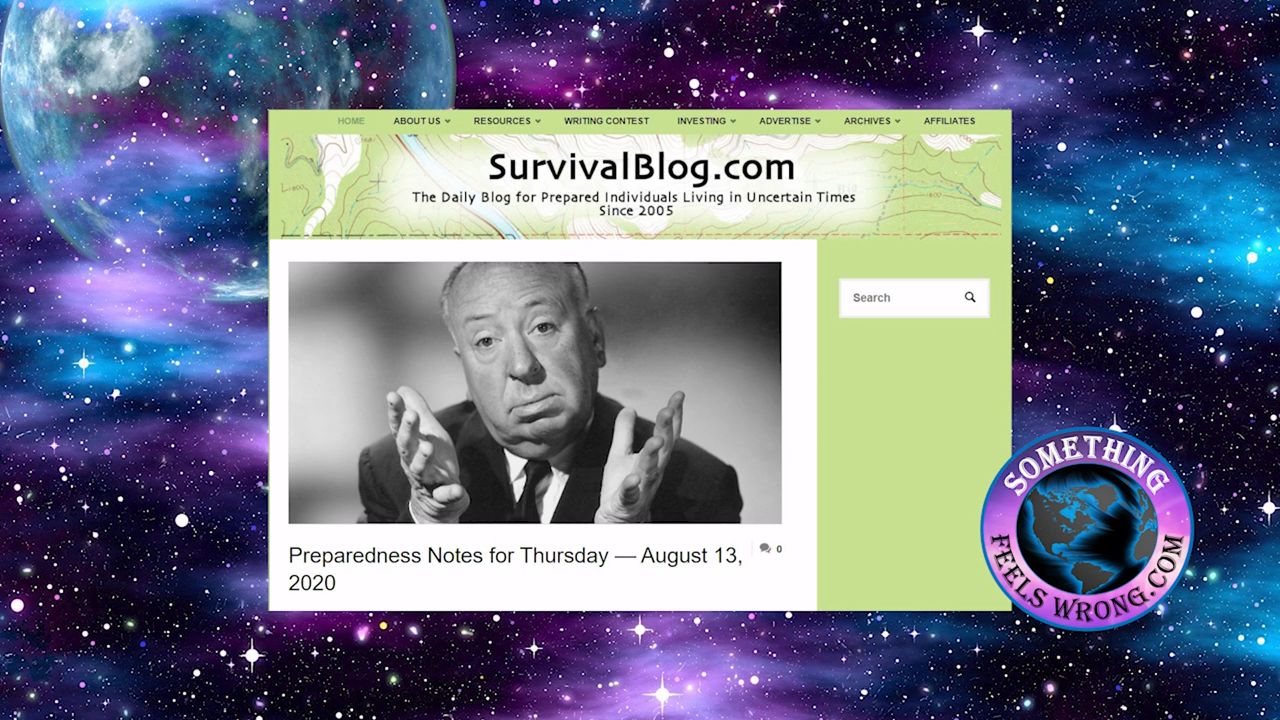 HOME ABOUT US RESOURCES WRITING CONTEST INVESTING ADVERTISE ARCHIVES AFFILIATES
SurvivalBlog.com
The Daily Blog for Prepared Individuals Living in Uncertain Times
Since 2005
Search
Preparedness Notes for Thursday — August 13,
2020
0
SOMETHING
FEELS WRONG.COM